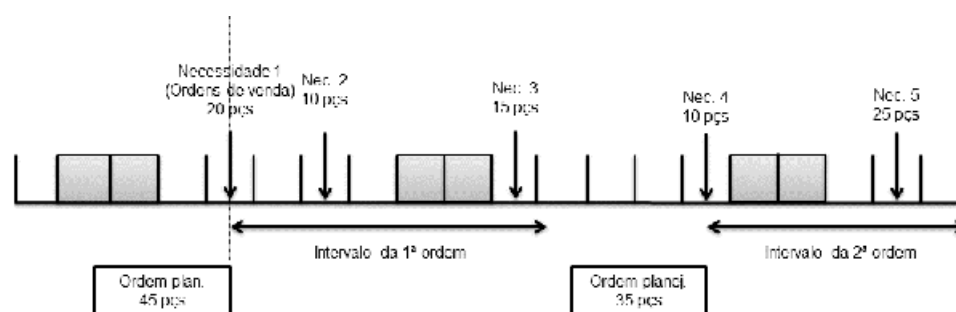 Necessidade 1
(Ordens de venda)
20 pçs
Nec. 2
10 pçs
Nec. 3
15 pçs
Nec. 4
10 pçs
Nec. 5
25 pçs
Intervalo da 1ª ordem
Intervalo da 2ª ordem
Ordem plan.
45 pçs
Ordem planej.
35 pçs